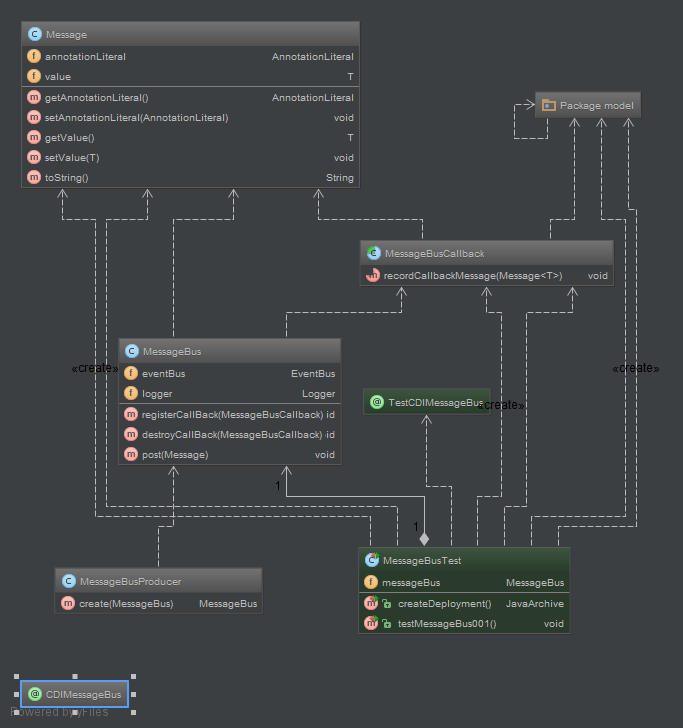 Message
annotationLiteral AnnotationLiteral
value T
getAnnotationLiteral() AnnotationLiteral
setAnnotationLiteral(AnnotationLiteral) void
getValue() T
setValue(T) void
toString() String
Package model
MessageBusCallback
recordCallbackMessage(Message<T>) void
MessageBus
eventBus EventBus
logger Logger
registerCallBack(MessageBusCallback) id
destroyCallBack(MessageBusCallback) id
post(Message) void
«create»
«create»
TestCDIMessageBus
«create»
1
1
MessageBusTest
messageBus MessageBus
createDeployment() JavaArchive
testMessageBus001() void
MessageBusProducer
create(MessageBus) MessageBus
CDIMessageBus
Powered by yFiles